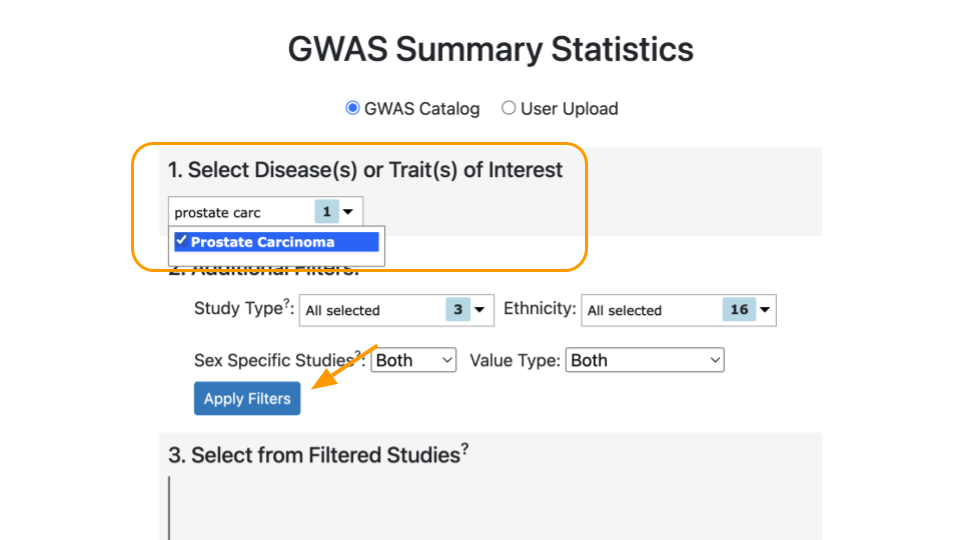 GWAS Summary Statistics
GWAS Catalog User Upload
1. Select Disease(s) or Trait(s) of Interest
prostate carc 1
Prostate Carcinoma
2. Additional Filters:
Study Type?: All selected 3 Ethnicity: All selected 16
Sex Specific Studies?: Both Value Type: Both
Apply Filters
3. Select from Filtered Studies?